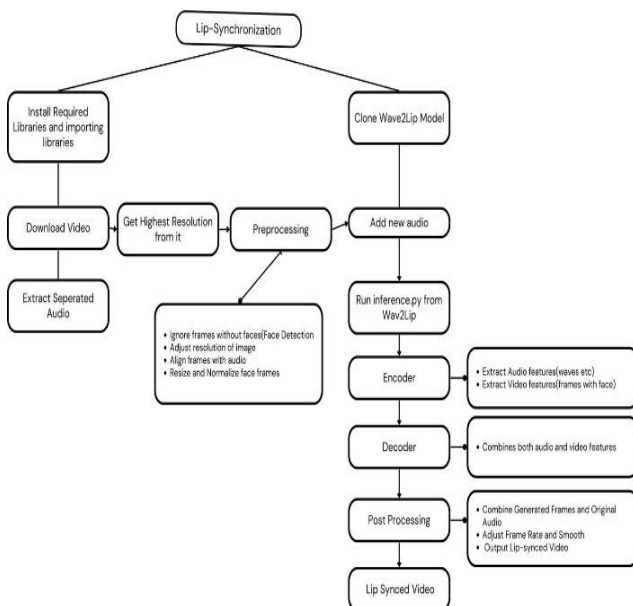 Lip-Synchronization
Install Required
Libraries and importing
libraries
Clone Wave2Lip Model
Download Video
Get Highest Resolution
from it
Preprocessing
Add new audio
Extract Seperated
Audio
• Ignore frames without faces(Face Detection
• Adjust resolution of image
• Align frames with audio
• Resize and Normalize face frames
Run inference.py from
Wav2Lip
Encoder
• Extract Audio features(waves etc)
• Extract Video features(frames with face)
Decoder
• Combines both audio and video features
Post Processing
• Combine Generated Frames and Original
Audio
• Adjust Frame Rate and Smooth
• Output Lip-synced Video
Lip Synced Video